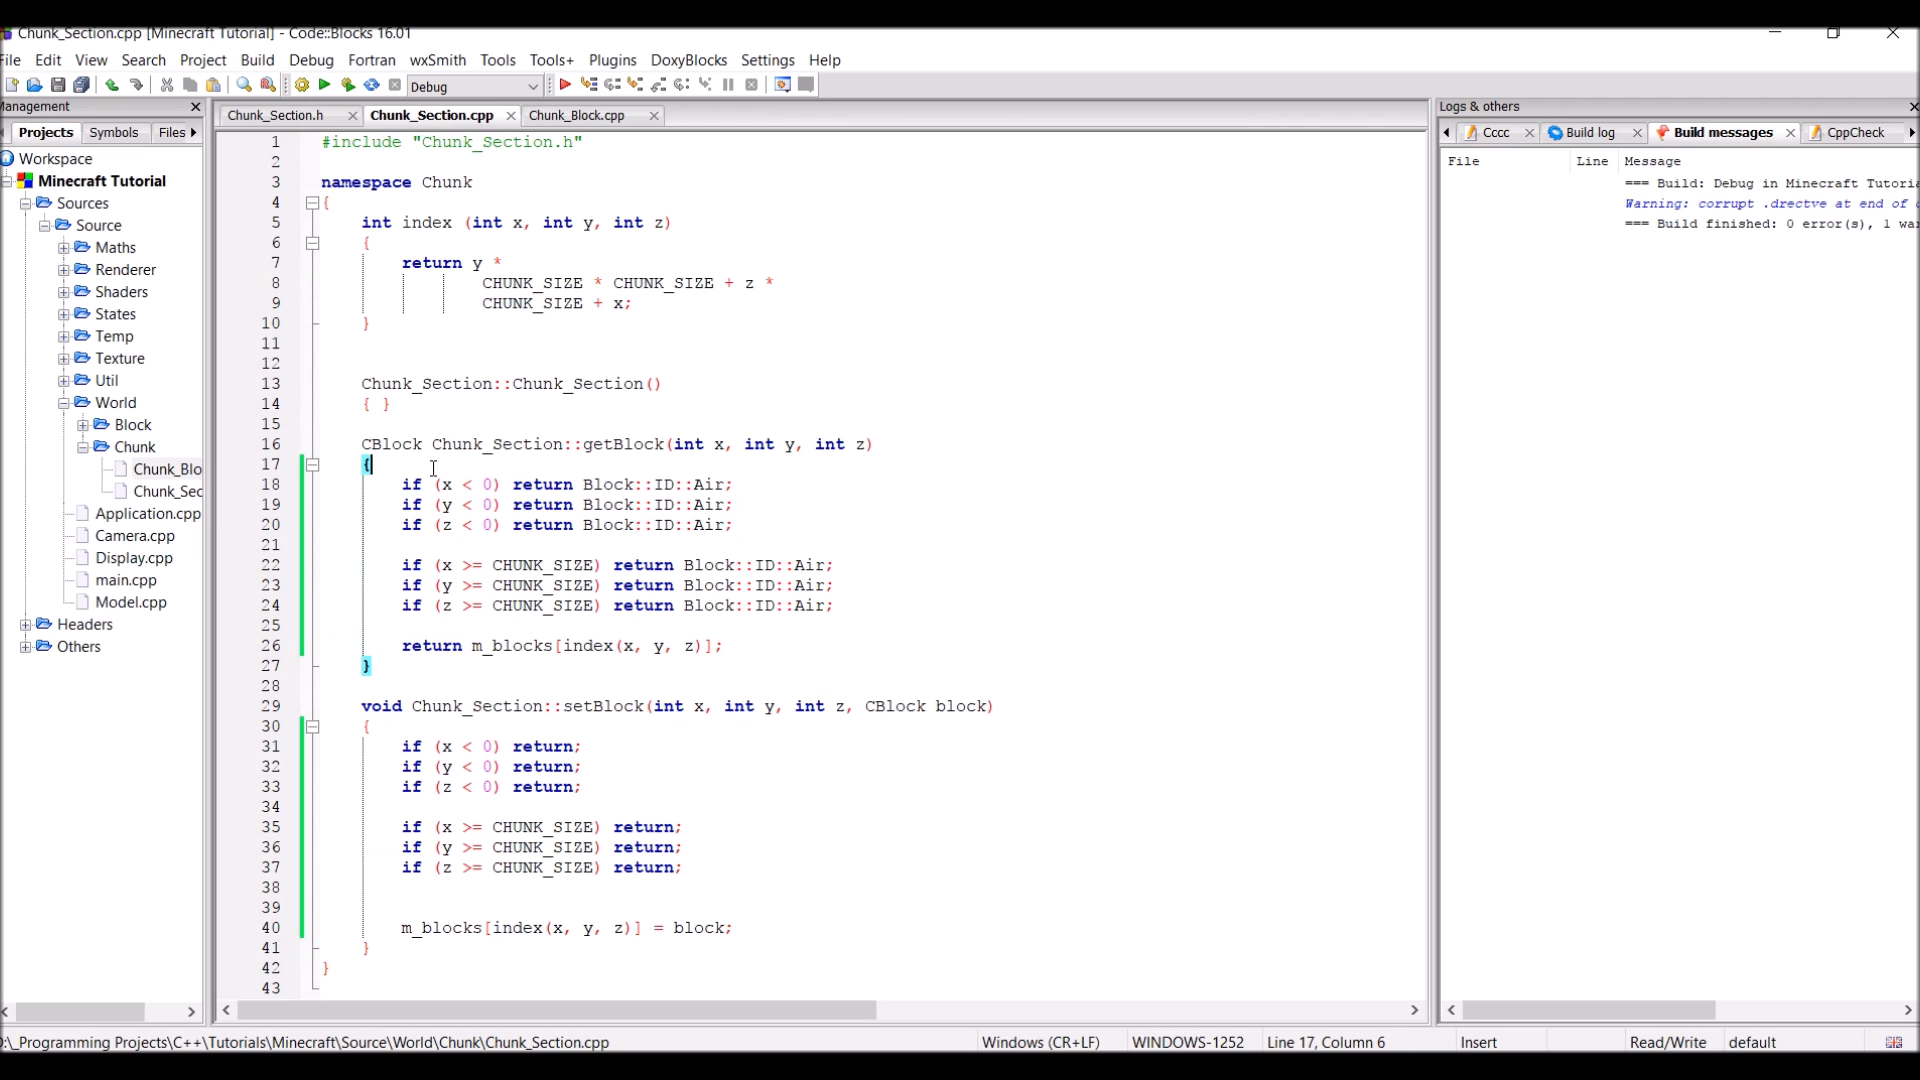 Chunk_Section.cpp [Minecraft Tutorial] - Code::Blocks 16.01
File Edit View Search Project Build Debug Fortran wxSmith Tools Tools+ Plugins DoxyBlocks Settings Help
Debug
Management
Projects Symbols Files
Workspace
Minecraft Tutorial
Sources
Source
Maths
Renderer
Shaders
States
Temp
Texture
Util
World
Block
Chunk
Chunk_Blo
Chunk_Sec
Application.cpp
Camera.cpp
Display.cpp
main.cpp
Model.cpp
Headers
Others
Chunk_Section.h Chunk_Section.cpp Chunk_Block.cpp
1 #include "Chunk_Section.h"
2
3 namespace Chunk
4 {
5 int index (int x, int y, int z)
6 {
7 return y *
8 CHUNK_SIZE * CHUNK_SIZE + z *
9 CHUNK_SIZE + x;
10 }
11
12
13 Chunk_Section::Chunk_Section()
14 { }
15
16 CBlock Chunk_Section::getBlock(int x, int y, int z)
17 {
18 if (x < 0) return Block::ID::Air;
19 if (y < 0) return Block::ID::Air;
20 if (z < 0) return Block::ID::Air;
21
22 if (x >= CHUNK_SIZE) return Block::ID::Air;
23 if (y >= CHUNK_SIZE) return Block::ID::Air;
24 if (z >= CHUNK_SIZE) return Block::ID::Air;
25
26 return m_blocks[index(x, y, z)];
27 }
28
29 void Chunk_Section::setBlock(int x, int y, int z, CBlock block)
30 {
31 if (x < 0) return;
32 if (y < 0) return;
33 if (z < 0) return;
34
35 if (x >= CHUNK_SIZE) return;
36 if (y >= CHUNK_SIZE) return;
37 if (z >= CHUNK_SIZE) return;
38
39
40 m_blocks[index(x, y, z)] = block;
41 }
42 }
43
Logs & others
Cccc Build log Build messages CppCheck
File Line Message
=== Build: Debug in Minecraft Tutoria
Warning: corrupt .drectve at end of
=== Build finished: 0 error(s), 1 wa
:\_Programming Projects\C++\Tutorials\Minecraft\Source\World\Chunk\Chunk_Section.cpp Windows (CR+LF) WINDOWS-1252 Line 17, Column 6 Insert Read/Write default